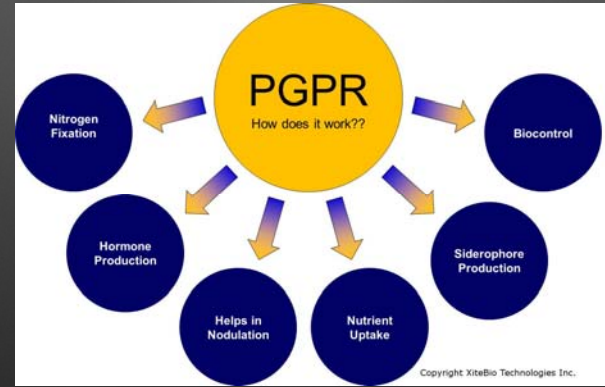 PGPR
How does it work??
Nitrogen
Fixation
Biocontrol
Hormone
Production
Siderophore
Production
Helps in
Nodulation
Nutrient
Uptake
Copyright XiteBio Technologies Inc.